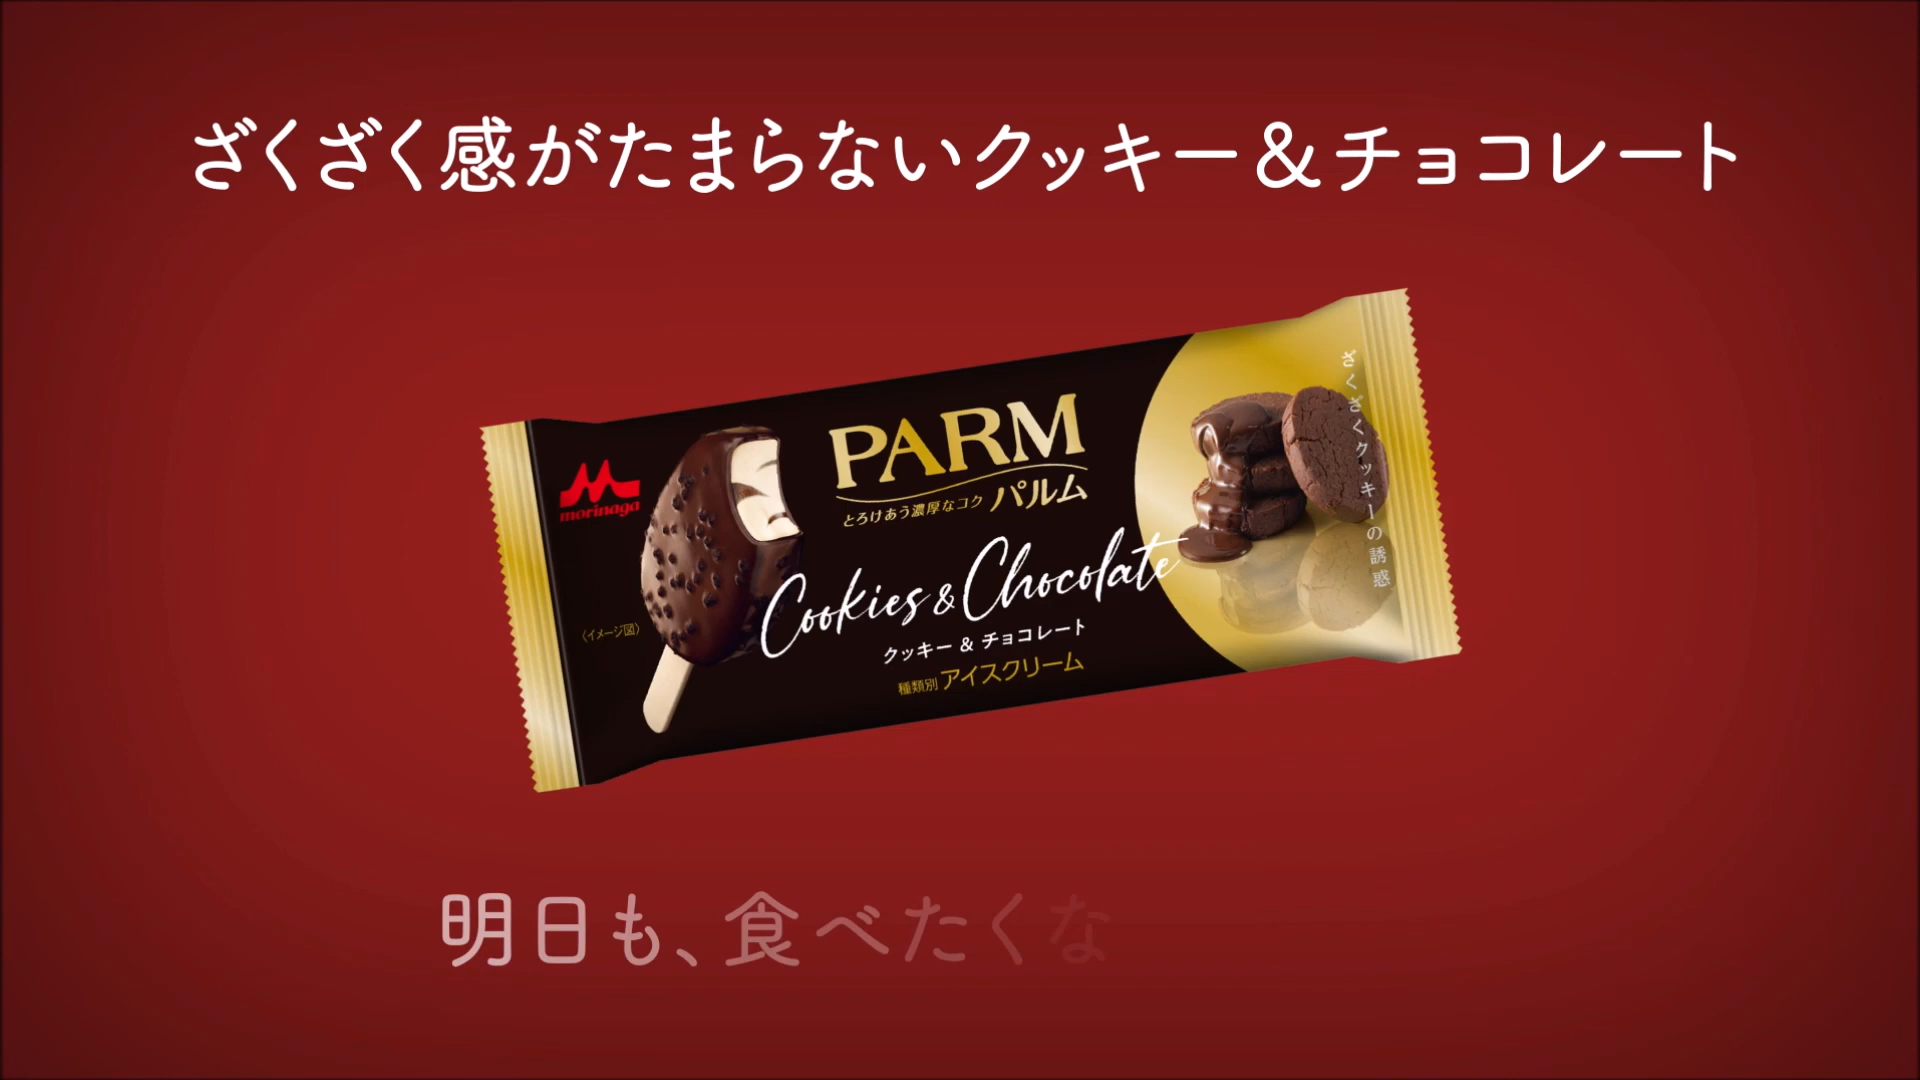 ざくざく感がたまらないクッキー＆チョコレート
morinaga
PARM
とろけあう濃厚なコク パルム
Cookies & Chocolate
クッキー & チョコレート
種類別 アイスクリーム
〈イメージ図〉
ざくざくクッキーの誘惑
明日も、食べたくな